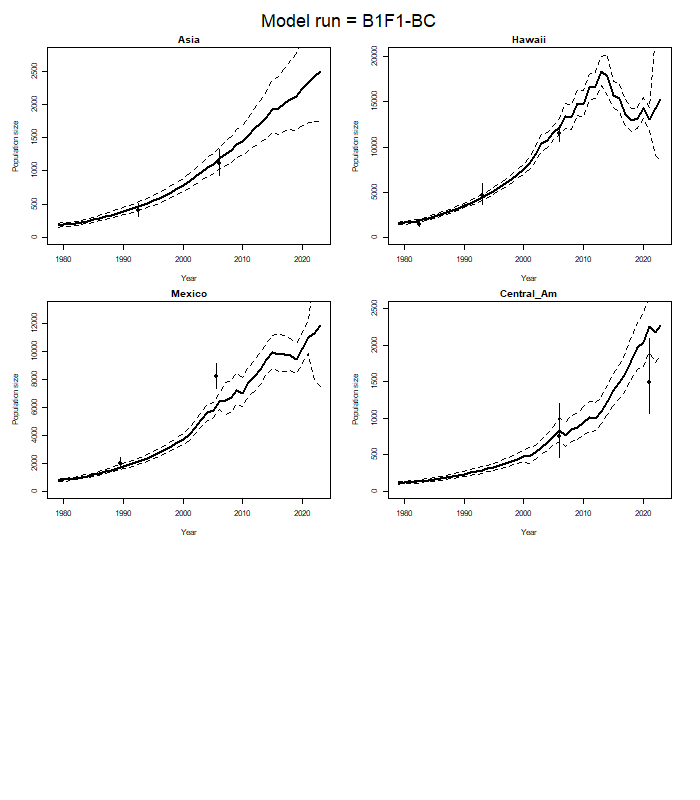 Model run = B1F1-BC
Asia
Population size
0 500 1000 1500 2000 2500
1980 1990 2000 2010 2020
Year
Hawaii
Population size
0 5000 10000 15000 20000
1980 1990 2000 2010 2020
Year
Mexico
Population size
0 2000 4000 6000 8000 10000 12000
1980 1990 2000 2010 2020
Year
Central_Am
Population size
0 500 1000 1500 2000 2500
1980 1990 2000 2010 2020
Year